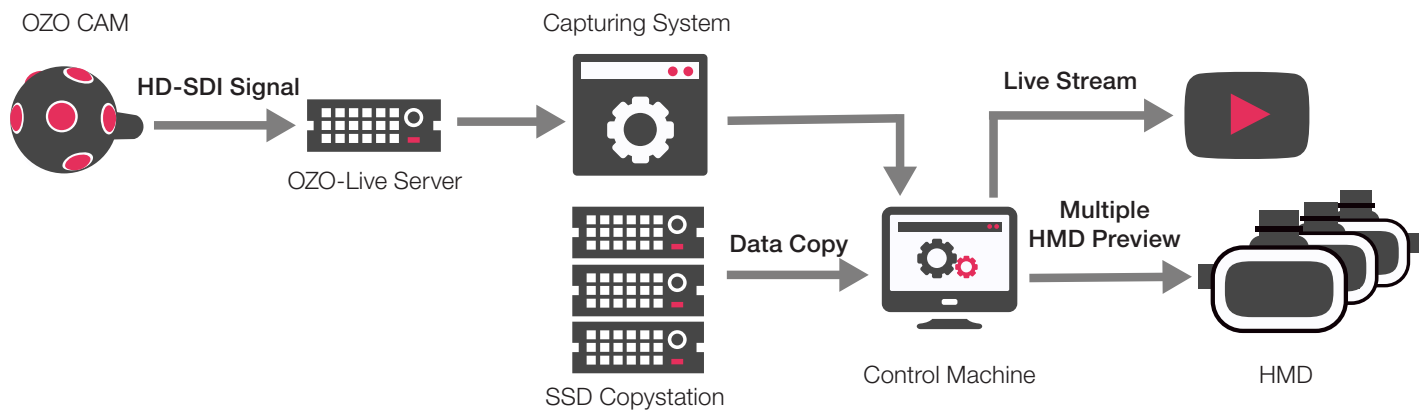 OZO CAM
Capturing System
HD-SDI Signal
Live Stream
OZO-Live Server
Multiple
HMD Preview
Data Copy
SSD Copystation
Control Machine
HMD